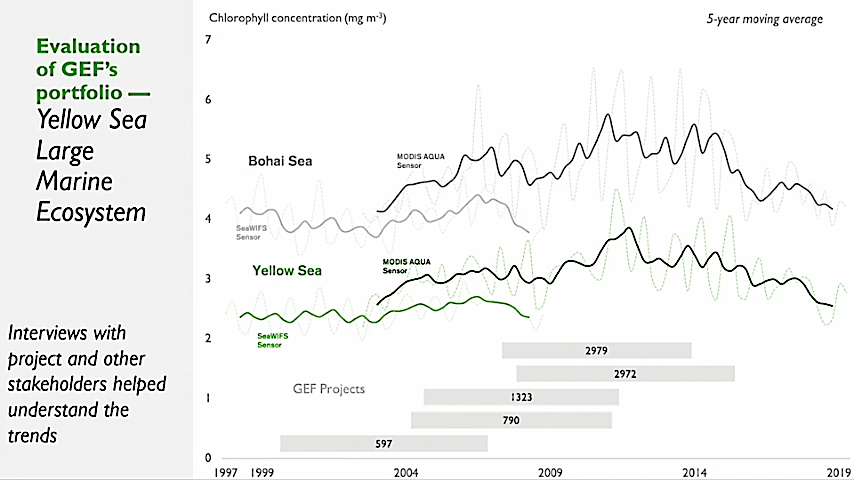 Evaluation
of GEF's
portfolio —
Yellow Sea
Large
Marine
Ecosystem
Interviews with
project and other
stakeholders helped
understand the
trends
Chlorophyll concentration (mg m⁻³)
5-year moving average
7
6
5
4
3
2
1
0
Bohai Sea
MODIS AQUA
Sensor
SeaWIFS
Sensor
Yellow Sea
MODIS AQUA
Sensor
SeaWIFS
Sensor
GEF Projects
2979
2972
1323
790
597
1997 1999 2004 2009 2014 2019